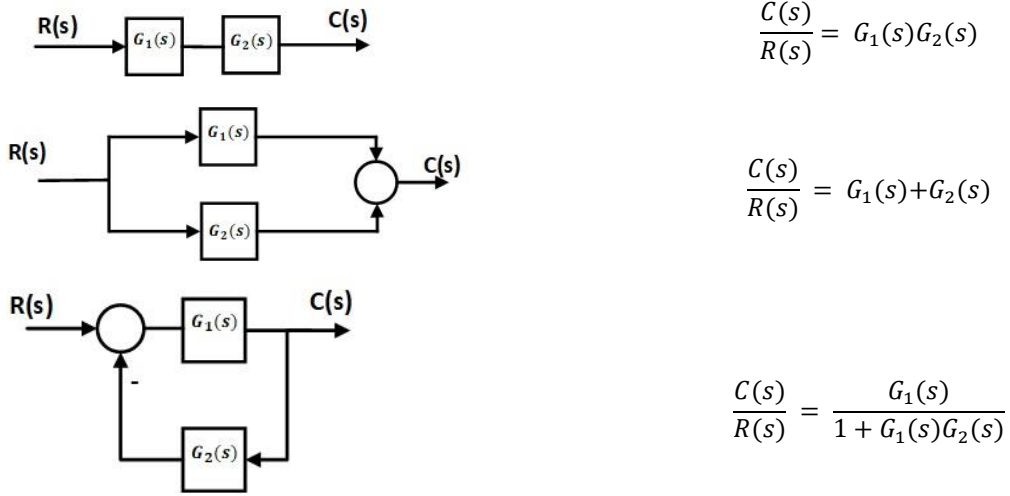 R(s) G₁(s) G₂(s) C(s)
C(s)/R(s) = G₁(s)G₂(s)
R(s) G₁(s) C(s)
G₂(s)
C(s)/R(s) = G₁(s)+G₂(s)
R(s) G₁(s) C(s)
-
G₂(s)
C(s)/R(s) = G₁(s)/1 + G₁(s)G₂(s)